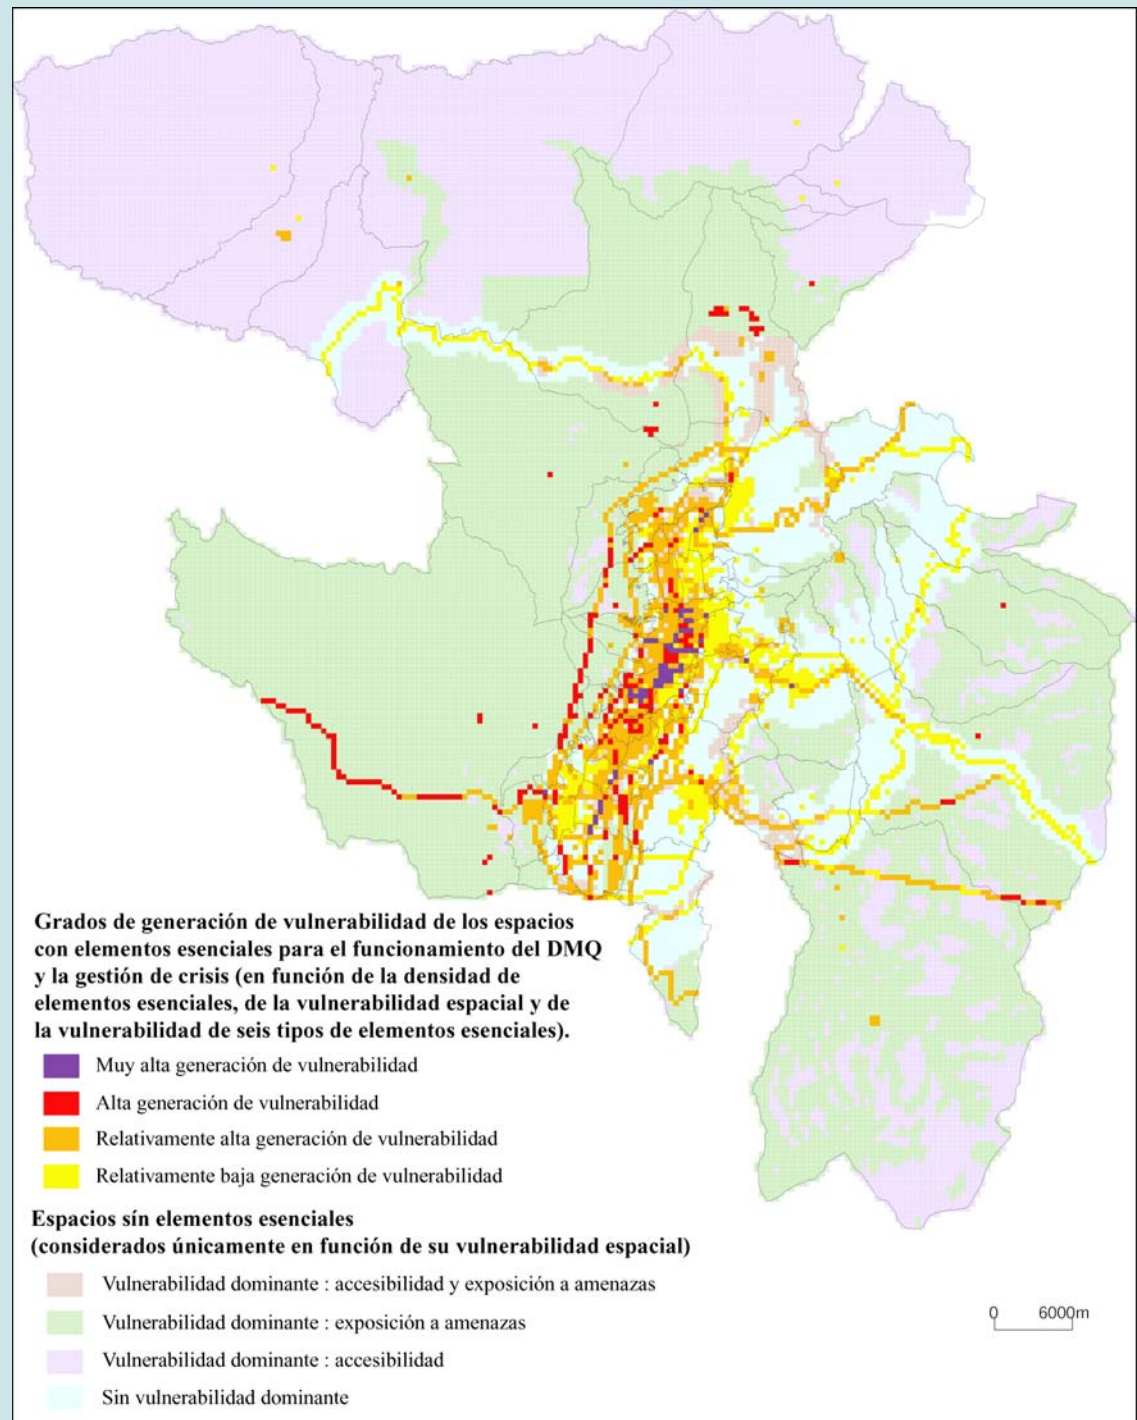 Grados de generación de vulnerabilidad de los espacios
con elementos esenciales para el funcionamiento del DMQ
y la gestión de crisis (en función de la densidad de
elementos esenciales, de la vulnerabilidad espacial y de
la vulnerabilidad de seis tipos de elementos esenciales).
Muy alta generación de vulnerabilidad
Alta generación de vulnerabilidad
Relativamente alta generación de vulnerabilidad
Relativamente baja generación de vulnerabilidad
Espacios sín elementos esenciales
(considerados únicamente en función de su vulnerabilidad espacial)
Vulnerabilidad dominante : accesibilidad y exposición a amenazas
Vulnerabilidad dominante : exposición a amenazas
Vulnerabilidad dominante : accesibilidad
Sin vulnerabilidad dominante
0 6000m